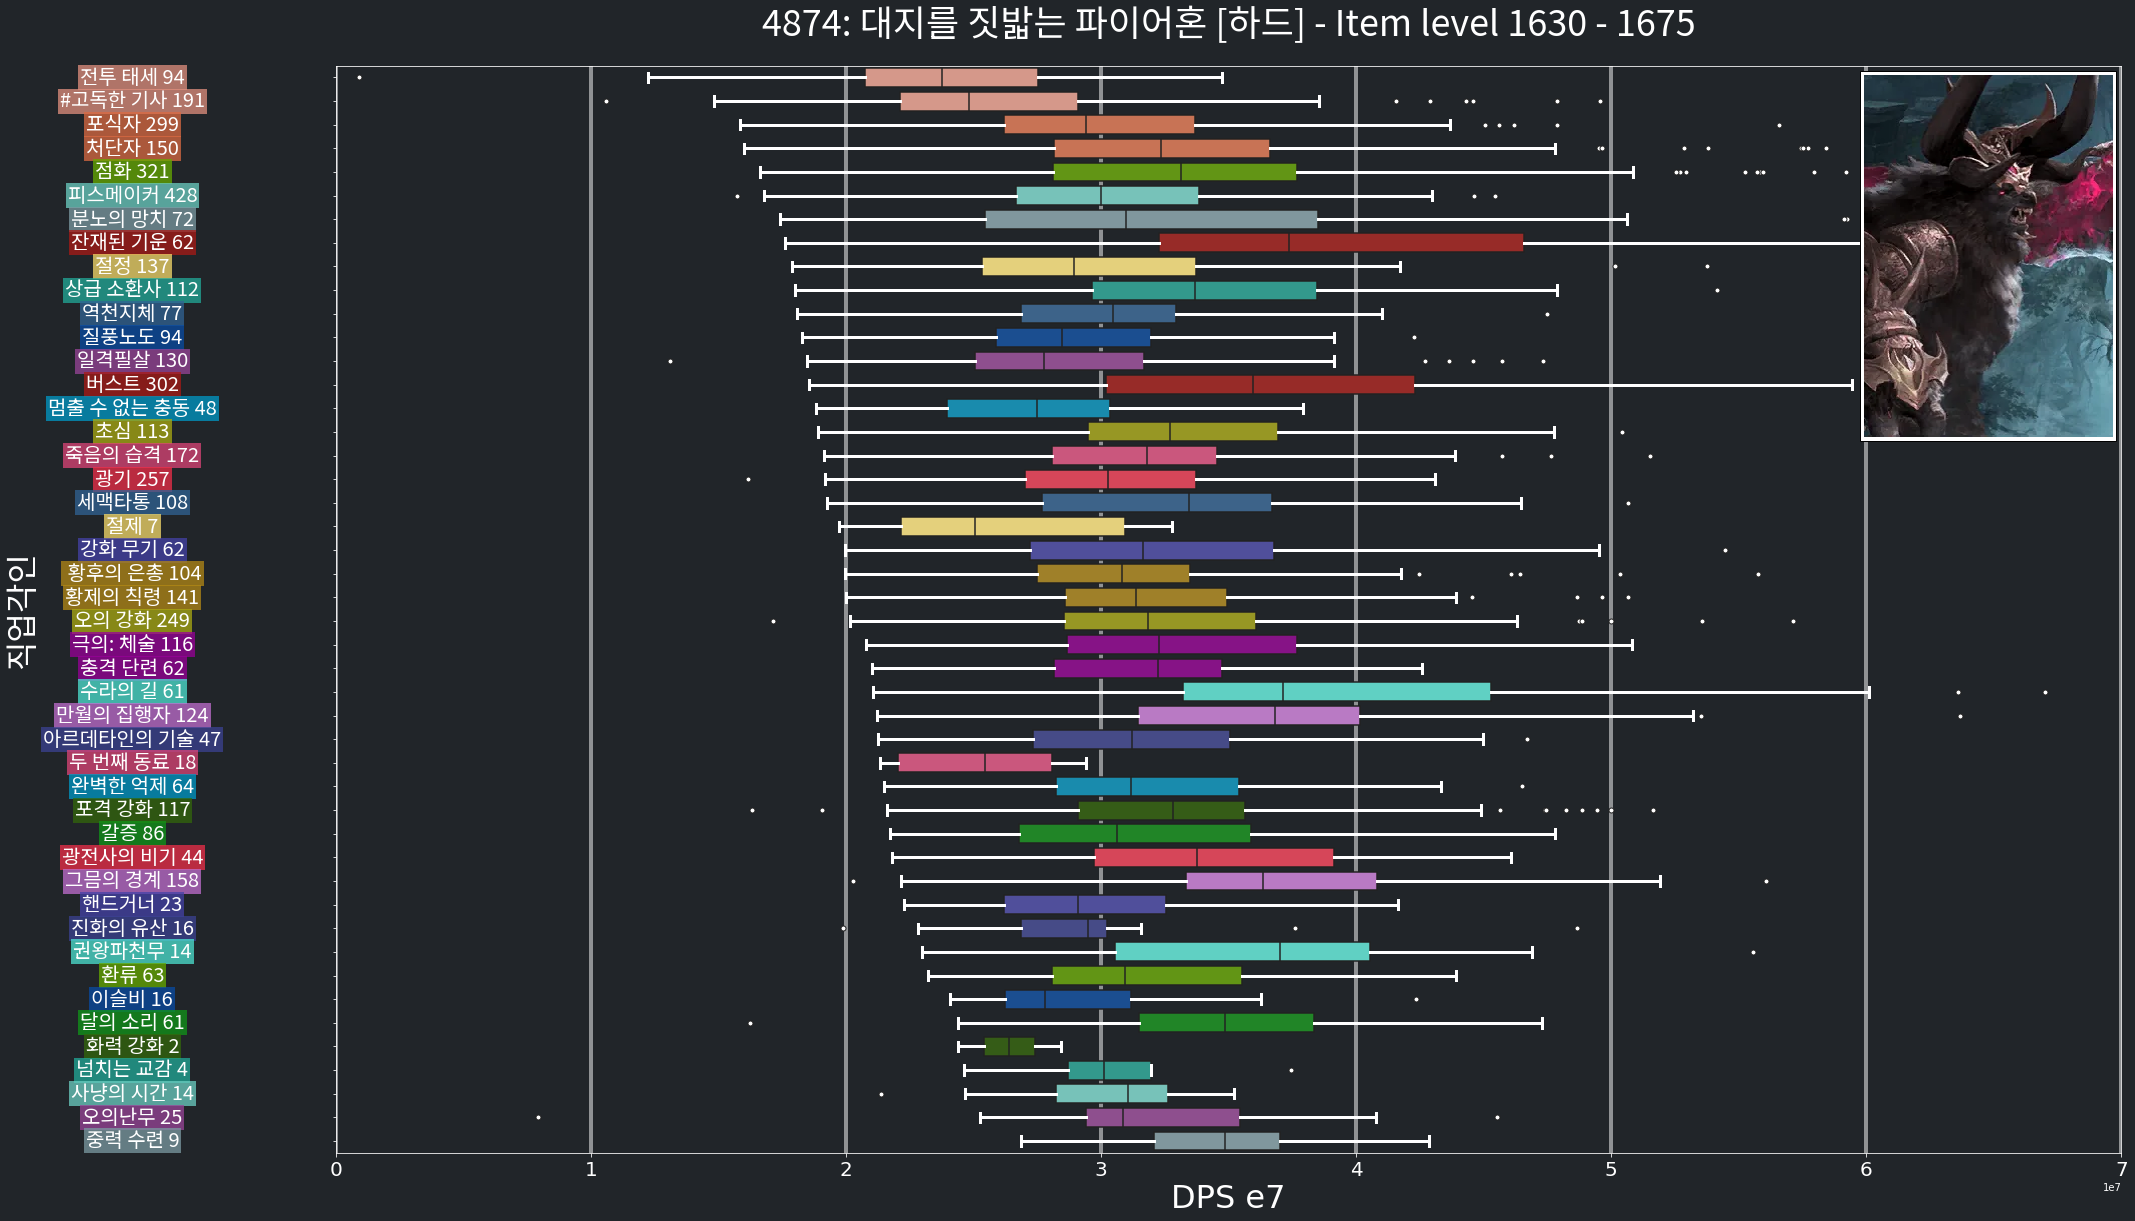 4874: 대지를 짓밟는 파이어혼 [하드] - Item level 1630 - 1675
전투 태세 94
#고독한 기사 191
포식자 299
처단자 150
점화 321
피스메이커 428
분노의 망치 72
잔재된 기운 62
절정 137
상급 소환사 112
역천지체 77
질풍노도 94
일격필살 130
버스트 302
멈출 수 없는 충동 48
초심 113
죽음의 습격 172
광기 257
세맥타통 108
절제 7
강화 무기 62
황후의 은총 104
황제의 칙령 141
오의 강화 249
극의: 체술 116
충격 단련 62
수라의 길 61
만월의 집행자 124
아르데타인의 기술 47
두 번째 동료 18
완벽한 억제 64
포격 강화 117
갈증 86
광전사의 비기 44
그믐의 경계 158
핸드거너 23
진화의 유산 16
권왕파천무 14
환류 63
이슬비 16
달의 소리 61
화력 강화 2
넘치는 교감 4
사냥의 시간 14
오의난무 25
중력 수련 9
직업각인
0 1 2 3 4 5 6 7
1e7
DPS e7